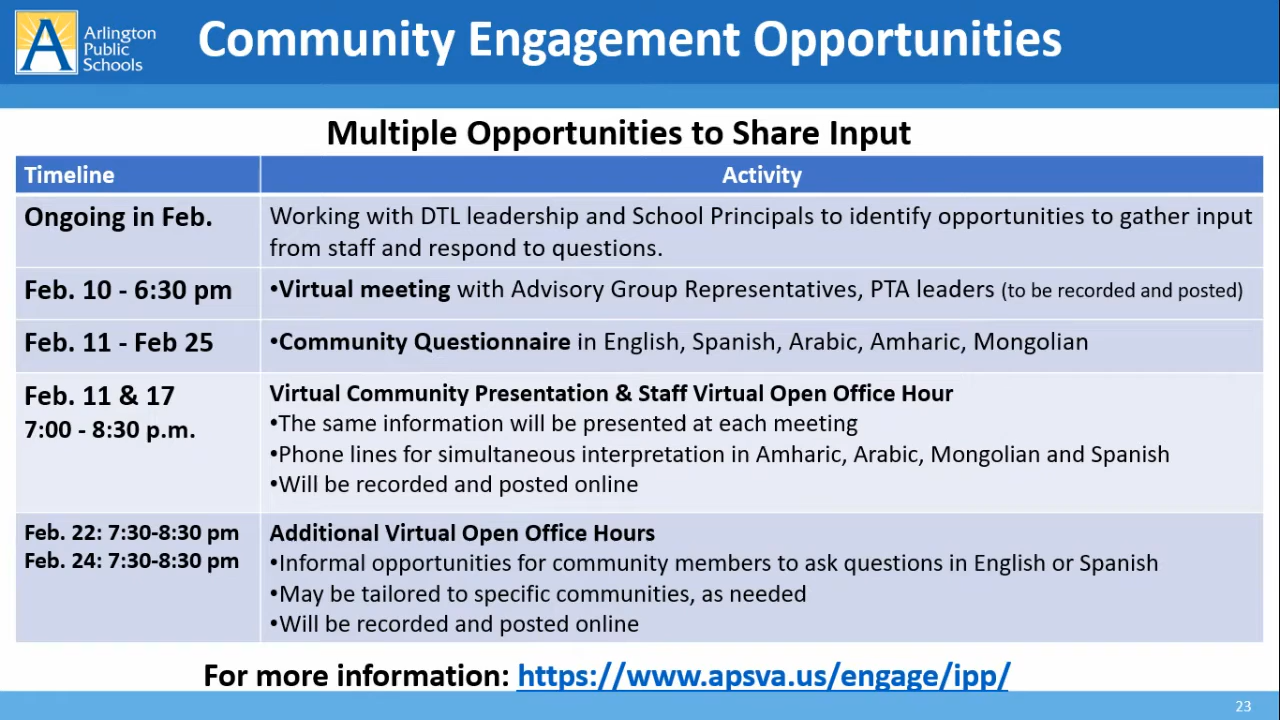 Arlington
Public
Schools
Community Engagement Opportunities
Multiple Opportunities to Share Input
Timeline
Activity
Ongoing in Feb.
Working with DTL leadership and School Principals to identify opportunities to gather input
from staff and respond to questions.
Feb. 10 - 6:30 pm
•Virtual meeting with Advisory Group Representatives, PTA leaders (to be recorded and posted)
Feb. 11 - Feb 25
•Community Questionnaire in English, Spanish, Arabic, Amharic, Mongolian
Feb. 11 & 17
7:00 - 8:30 p.m.
Virtual Community Presentation & Staff Virtual Open Office Hour
•The same information will be presented at each meeting
•Phone lines for simultaneous interpretation in Amharic, Arabic, Mongolian and Spanish
•Will be recorded and posted online
Feb. 22: 7:30-8:30 pm
Feb. 24: 7:30-8:30 pm
Additional Virtual Open Office Hours
•Informal opportunities for community members to ask questions in English or Spanish
•May be tailored to specific communities, as needed
•Will be recorded and posted online
For more information: https://www.apsva.us/engage/ipp/
23